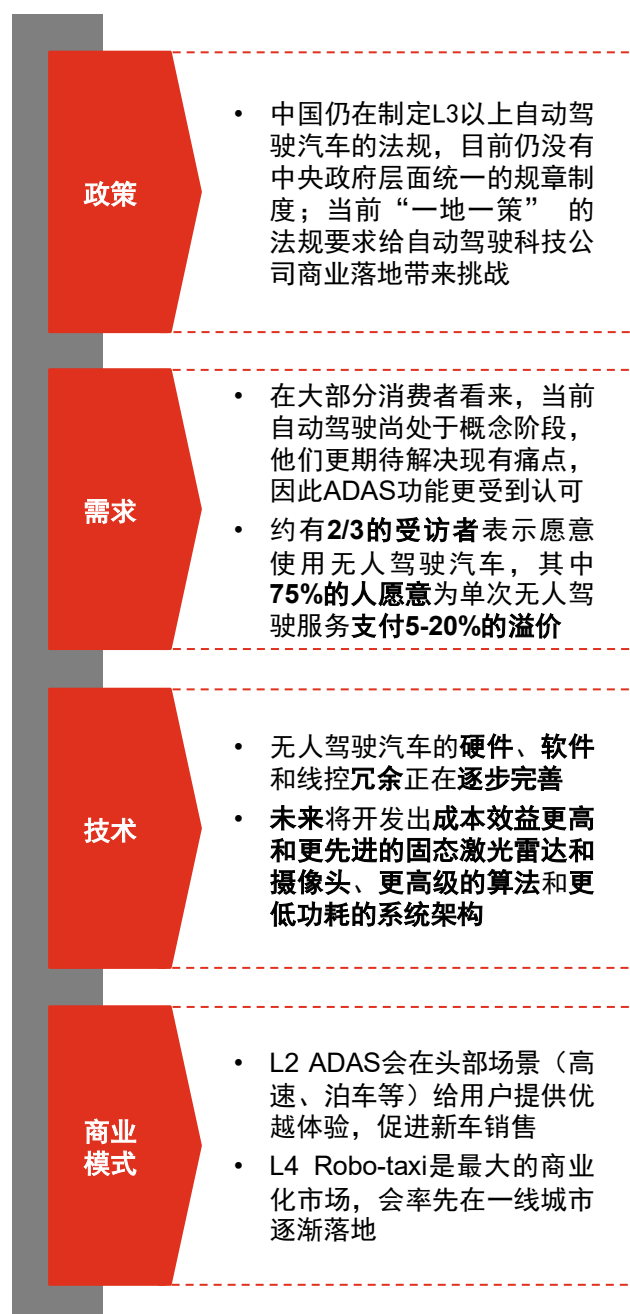 政策
• 中国仍在制定L3以上自动驾
驶汽车的法规，目前仍没有
中央政府层面统一的规章制
度；当前“一地一策” 的
法规要求给自动驾驶科技公
司商业落地带来挑战
需求
• 在大部分消费者看来，当前
自动驾驶尚处于概念阶段，
他们更期待解决现有痛点，
因此ADAS功能更受到认可
• 约有2/3的受访者表示愿意
使用无人驾驶汽车，其中
75%的人愿意为单次无人驾
驶服务支付5-20%的溢价
技术
• 无人驾驶汽车的硬件、软件
和线控冗余正在逐步完善
• 未来将开发出成本效益更高
和更先进的固态激光雷达和
摄像头、更高级的算法和更
低功耗的系统架构
商业
模式
• L2 ADAS会在头部场景（高
速、泊车等）给用户提供优
越体验，促进新车销售
• L4 Robo-taxi是最大的商业
化市场，会率先在一线城市
逐渐落地